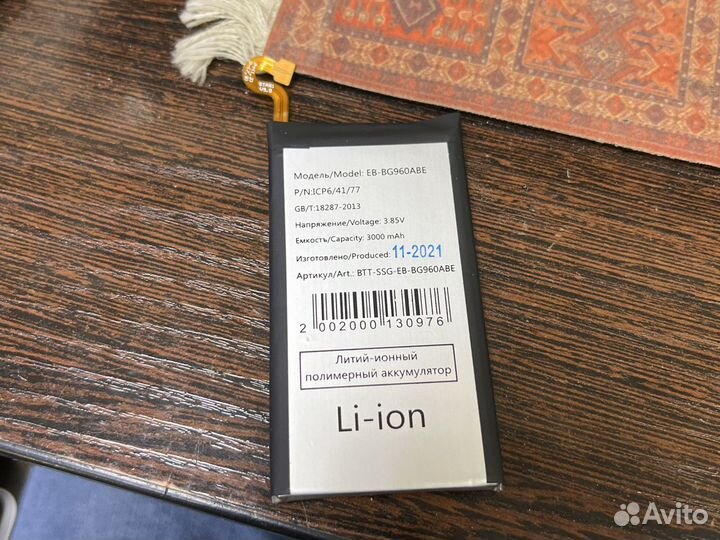 Модель/Model: EB-BG960ABE
P/N:ICP6/41/77
GB/T:18287-2013
Напряжение/Voltage: 3.85V
Емкость/Capacity: 3000 mAh
Изготовлено/Produced: 11-2021
Артикул/Art.: BTT-SSG-EB-BG960ABE
2 002000 130976
Литий-ионный
полимерный аккумулятор
Li-ion
Avito